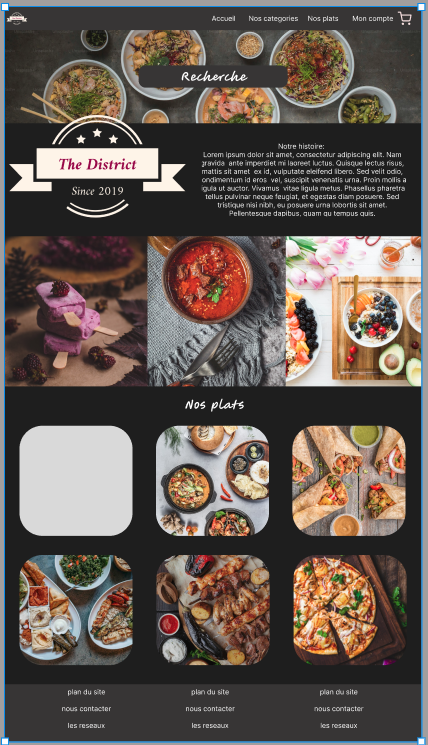 Accueil Nos categories Nos plats Mon compte
Recherche
The District
Since 2019
Notre histoire:
Lorem ipsum dolor sit amet, consectetur adipiscing elit. Nam
gravida ante imperdiet mi laoreet luctus. Quisque lectus risus,
mattis sit amet ex id, vulputate eleifend libero. Sed velit odio,
ondimentum id eros vel, suscipit venenatis urna. Proin mollis a
igula ut auctor. Vivamus vitae ligula metus. Phasellus pharetra
tellus pulvinar neque feugiat, et egestas diam posuere. Sed
tristique nisi nibh, eu posuere urna lobortis sit amet.
Pellentesque dapibus, quam qu tempus quis,
Nos plats
plan du site plan du site plan du site
nous contacter nous contacter nous contacter
les reseaux les reseaux les reseaux